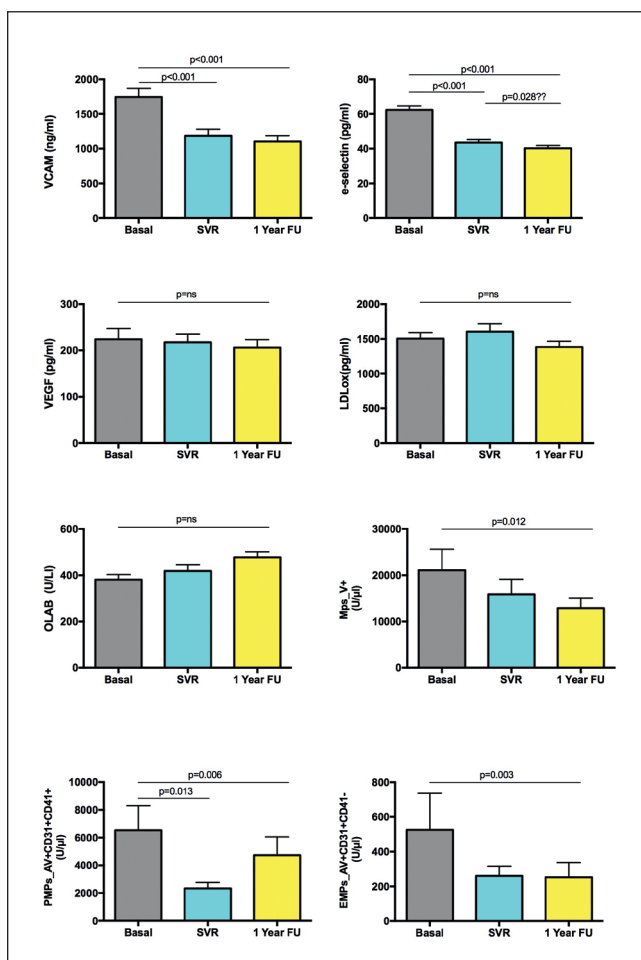 p<0.001
p<0.001
2000
1500
1000
500
0
VCAM (ng/ml)
Basal SVR 1 Year FU
p<0.001
p<0.001
p=0.028??
80
60
40
20
0
e-selectin (pg/ml)
Basal SVR 1 Year FU
p=ns
300
200
100
0
VEGF (pg/ml)
Basal SVR 1 Year FU
p=ns
2000
1500
1000
500
0
LDLox(pg/ml)
Basal SVR 1 Year FU
p=ns
600
400
200
0
OLAB (U/LI)
Basal SVR 1 Year FU
p=0.012
30000
20000
10000
0
Mps_V+
(U/µl)
Basal SVR 1 Year FU
p=0.006
p=0.013
10000
8000
6000
4000
2000
0
PMPs_AV+CD31+CD41+
(U/µl)
Basal SVR 1 Year FU
p=0.003
800
600
400
200
0
EMPs_AV+CD31+CD41-
(U/µl)
Basal SVR 1 Year FU